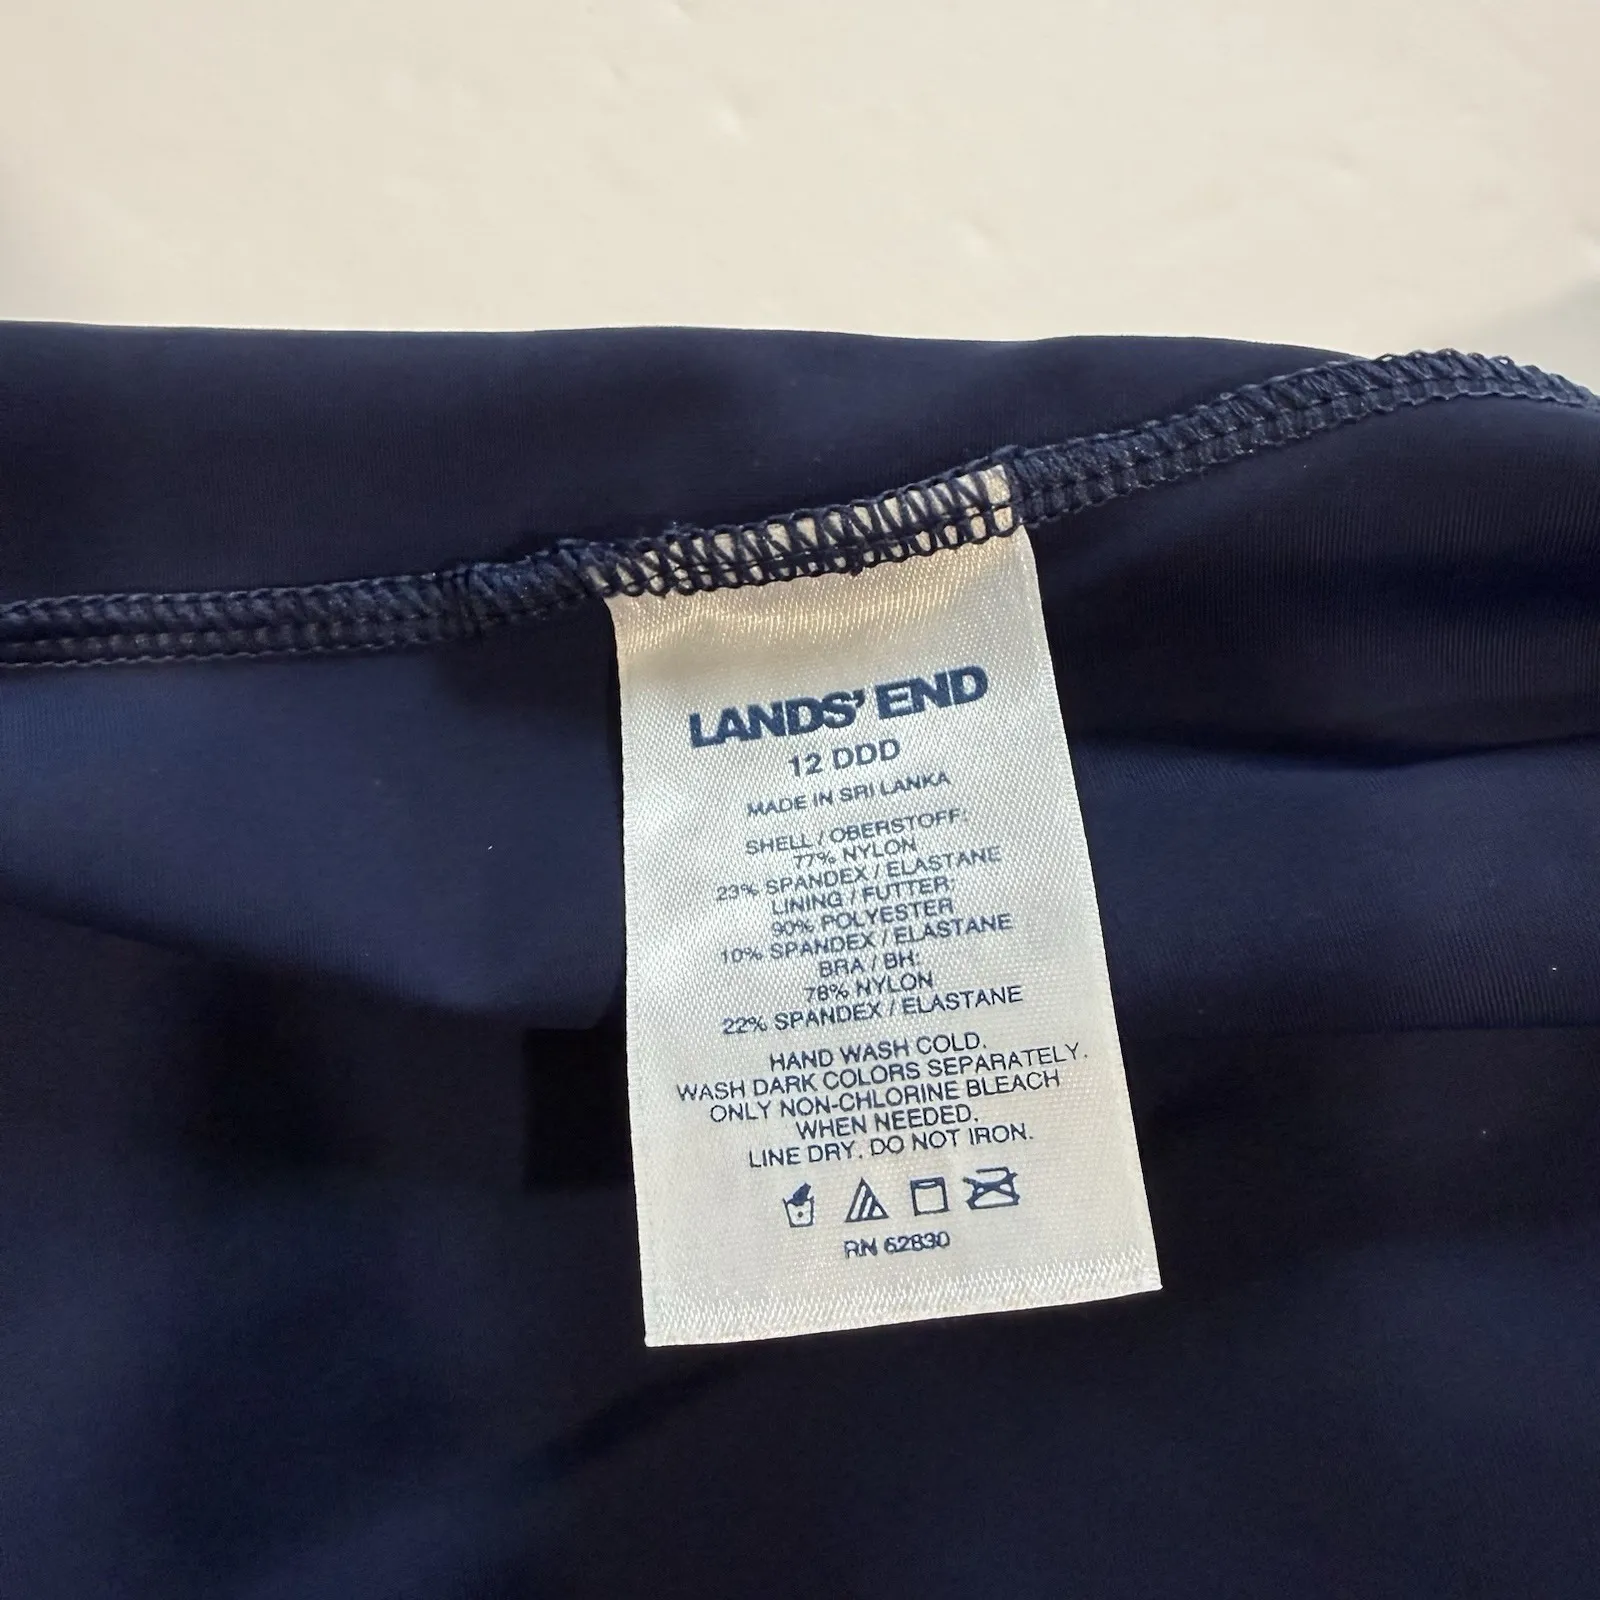 LANDS' END
12 DDD
MADE IN SRI LANKA
SHELL / OBERSTOFF:
77% NYLON
23% SPANDEX / ELASTANE
LINING / FUTTER:
90% POLYESTER
10% SPANDEX / ELASTANE
BRA / BH:
78% NYLON
22% SPANDEX / ELASTANE
HAND WASH COLD.
WASH DARK COLORS SEPARATELY.
ONLY NON-CHLORINE BLEACH
WHEN NEEDED.
LINE DRY. DO NOT IRON.
RN 62830